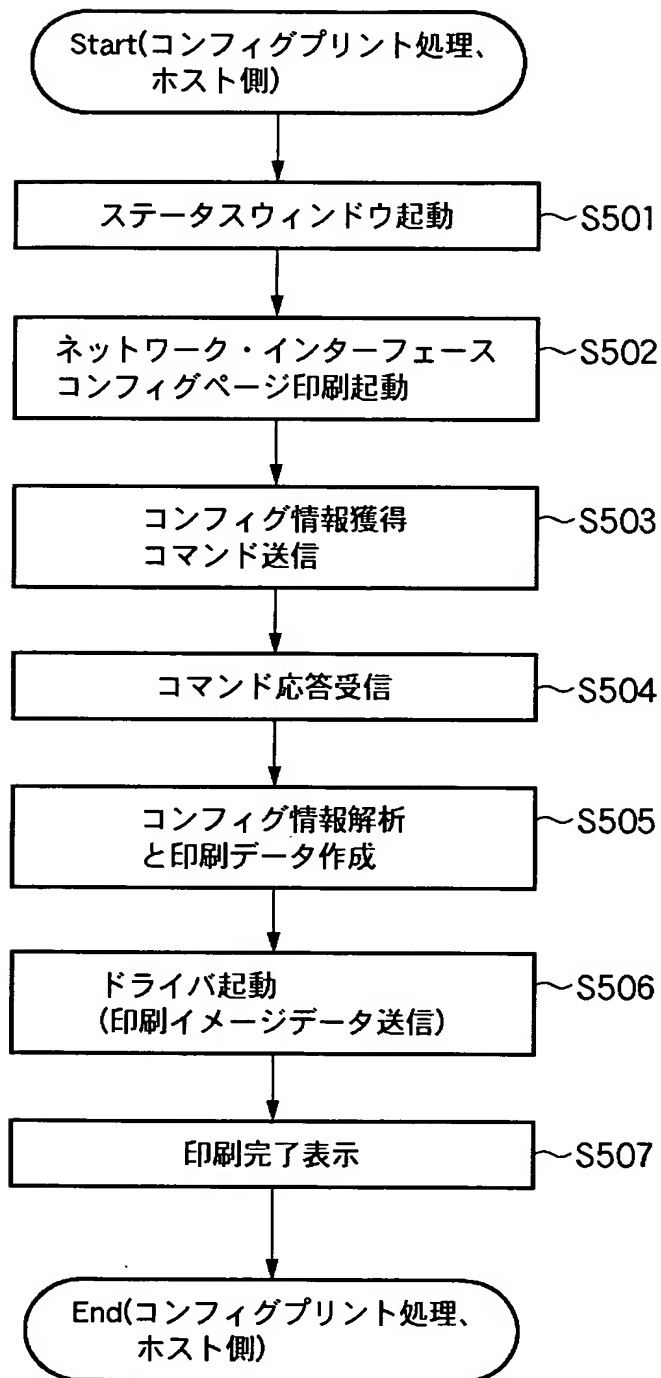 Start(コンフィグプリント処理、
ホスト側)
ステータスウィンドウ起動
S501
ネットワーク・インターフェース
コンフィグページ印刷起動
S502
コンフィグ情報獲得
コマンド送信
S503
コマンド応答受信
S504
コンフィグ情報解析
と印刷データ作成
S505
ドライバ起動
(印刷イメージデータ送信)
S506
印刷完了表示
S507
End(コンフィグプリント処理、
ホスト側)